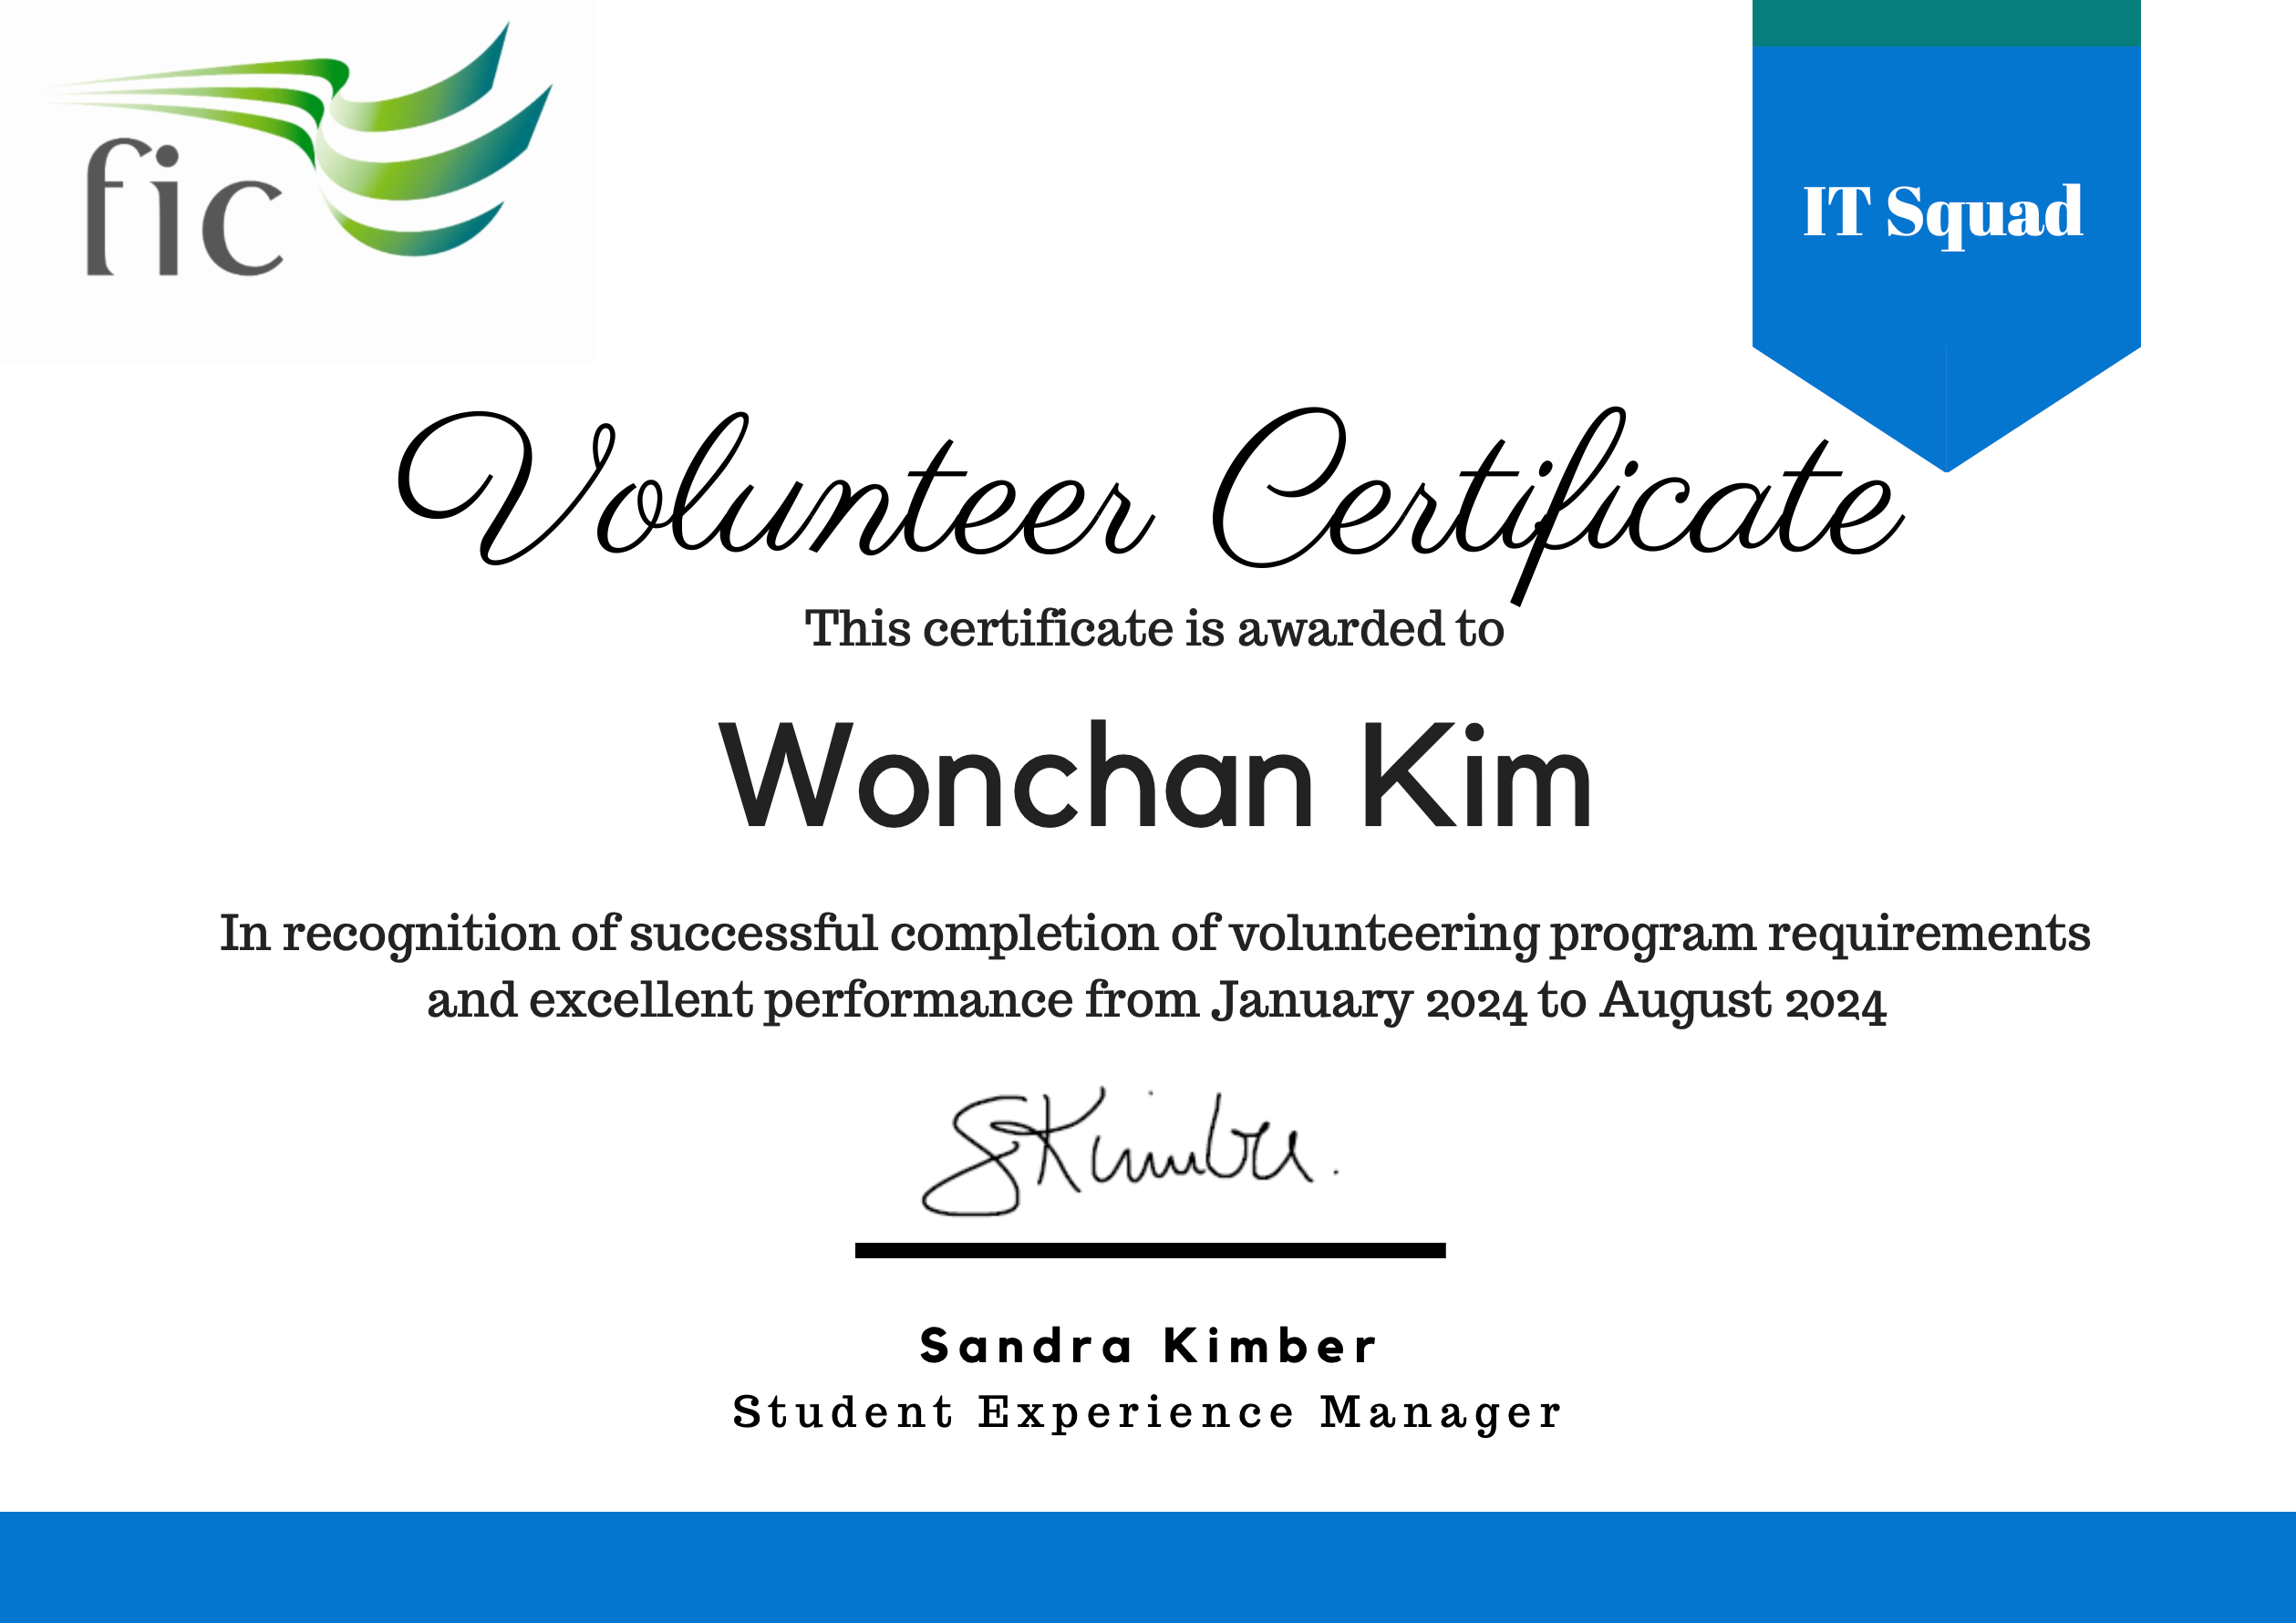 fic
IT Squad
Volunteer Certificate
This certificate is awarded to
Wonchan Kim
In recognition of successful completion of volunteering program requirements
and excellent performance from January 2024 to August 2024
SKimber.
Sandra Kimber
Student Experience Manager